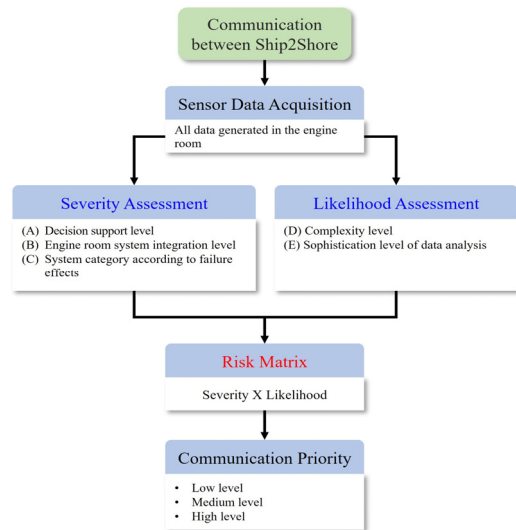 Communication
between Ship2Shore
Sensor Data Acquisition
All data generated in the engine
room
Severity Assessment
(A) Decision support level
(B) Engine room system integration level
(C) System category according to failure
effects
Likelihood Assessment
(D) Complexity level
(E) Sophistication level of data analysis
Risk Matrix
Severity X Likelihood
Communication Priority
• Low level
• Medium level
• High level